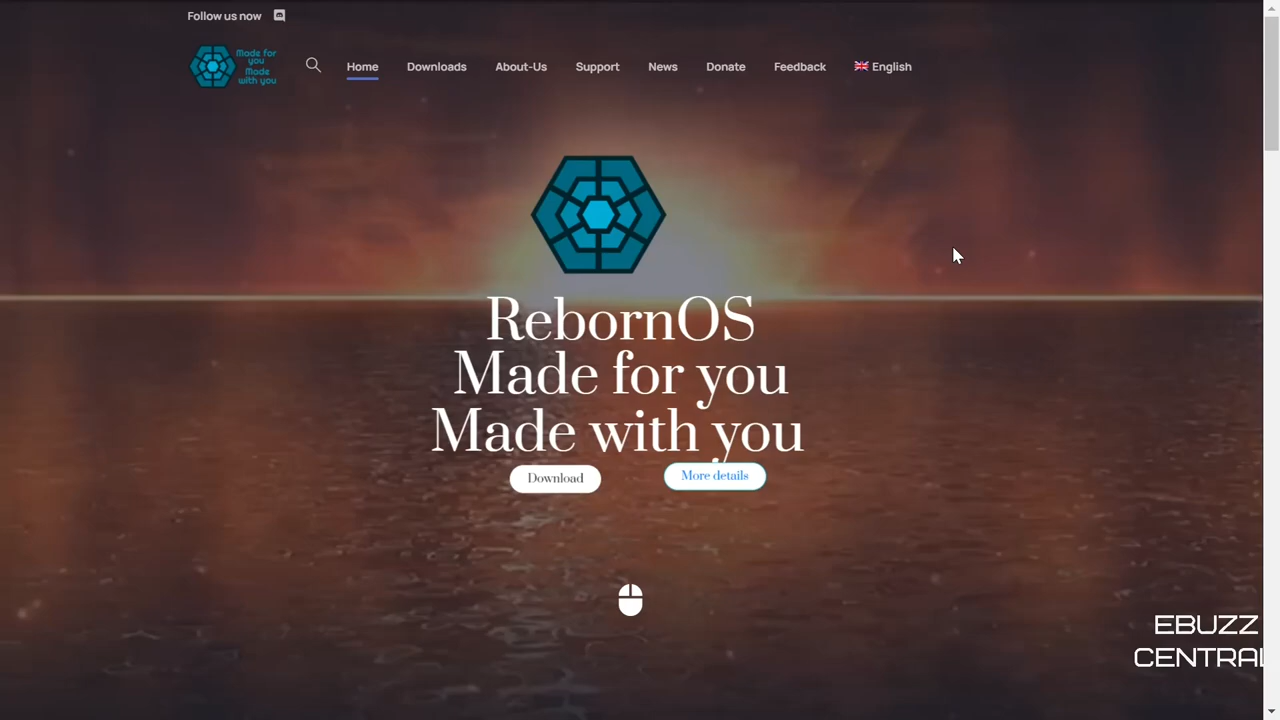 Follow us now
Made for
you
Made
with you
Home Downloads About-Us Support News Donate Feedback English
RebornOS
Made for you
Made with you
Download More details
EBUZZ
CENTRAL